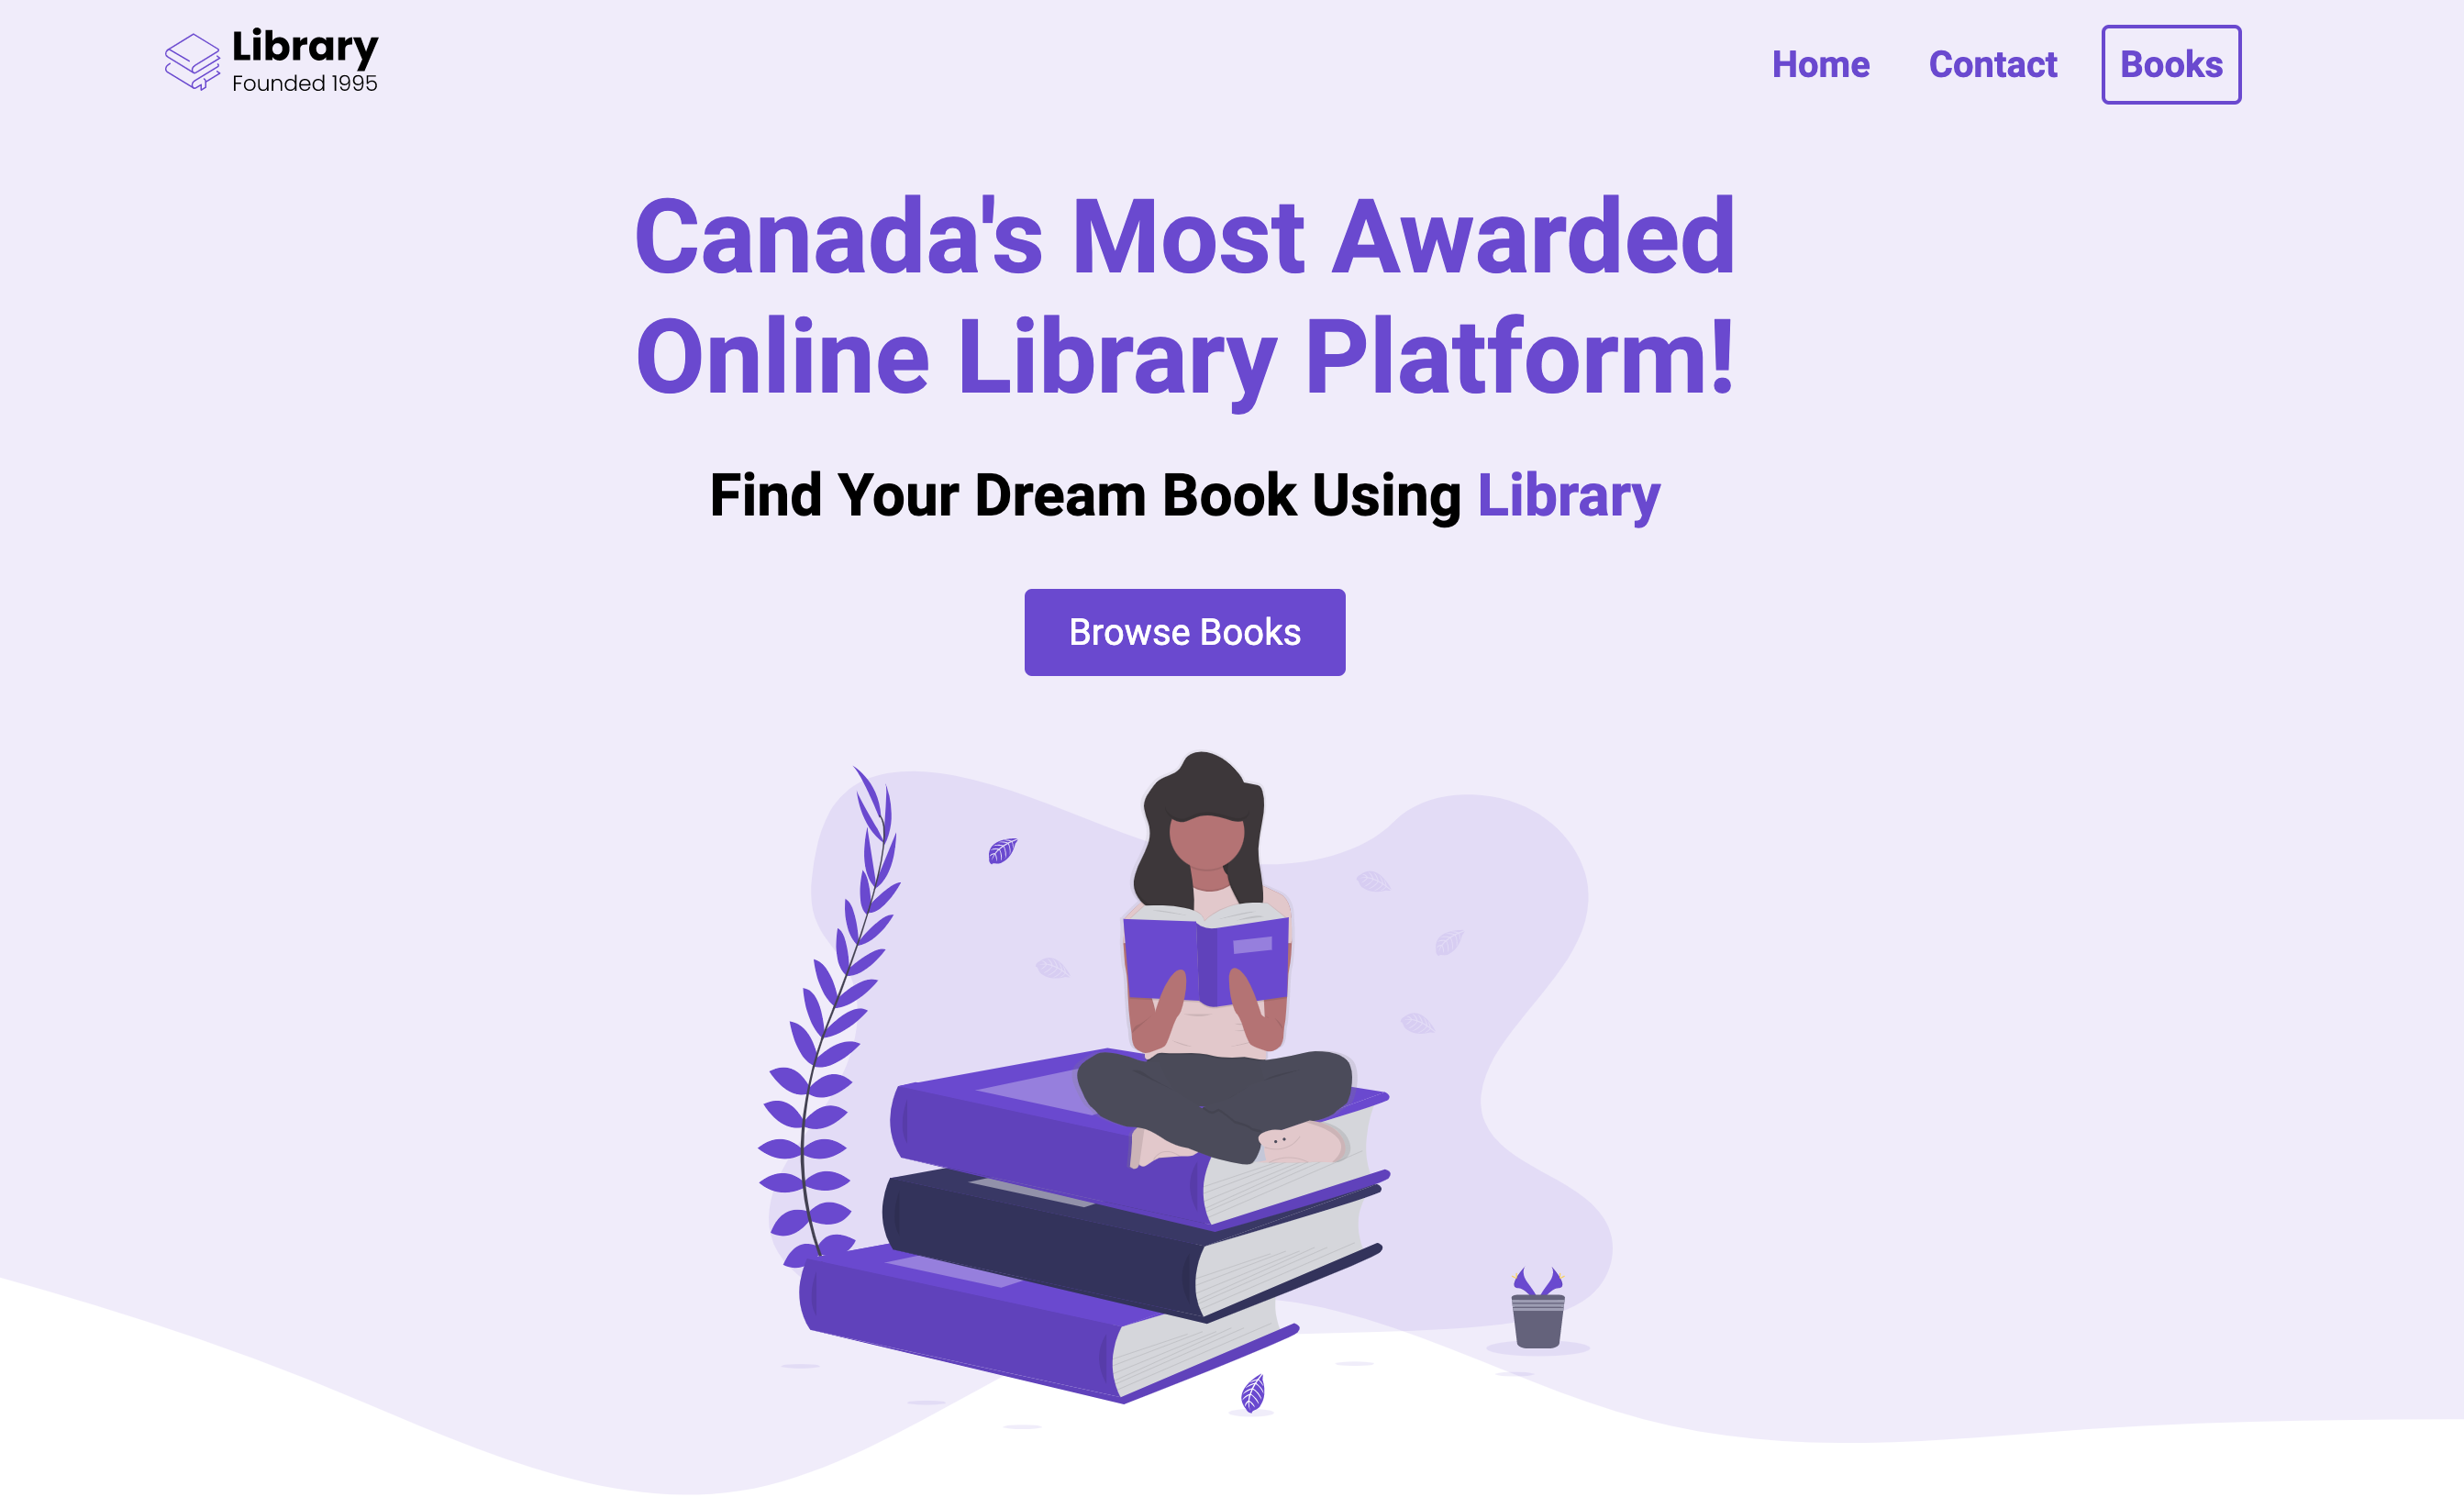 Library
Founded 1995
Home Contact Books
Canada's Most Awarded
Online Library Platform!
Find Your Dream Book Using Library
Browse Books